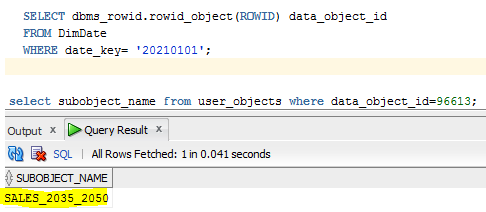 SELECT dbms_rowid.rowid_object(ROWID) data_object_id
FROM DimDate
WHERE date_key= '20210101';
select subobject_name from user_objects where data_object_id=96613;
Output x Query Result x
SQL | All Rows Fetched: 1 in 0.041 seconds
SUBOBJECT_NAME
SALES_2035_2050